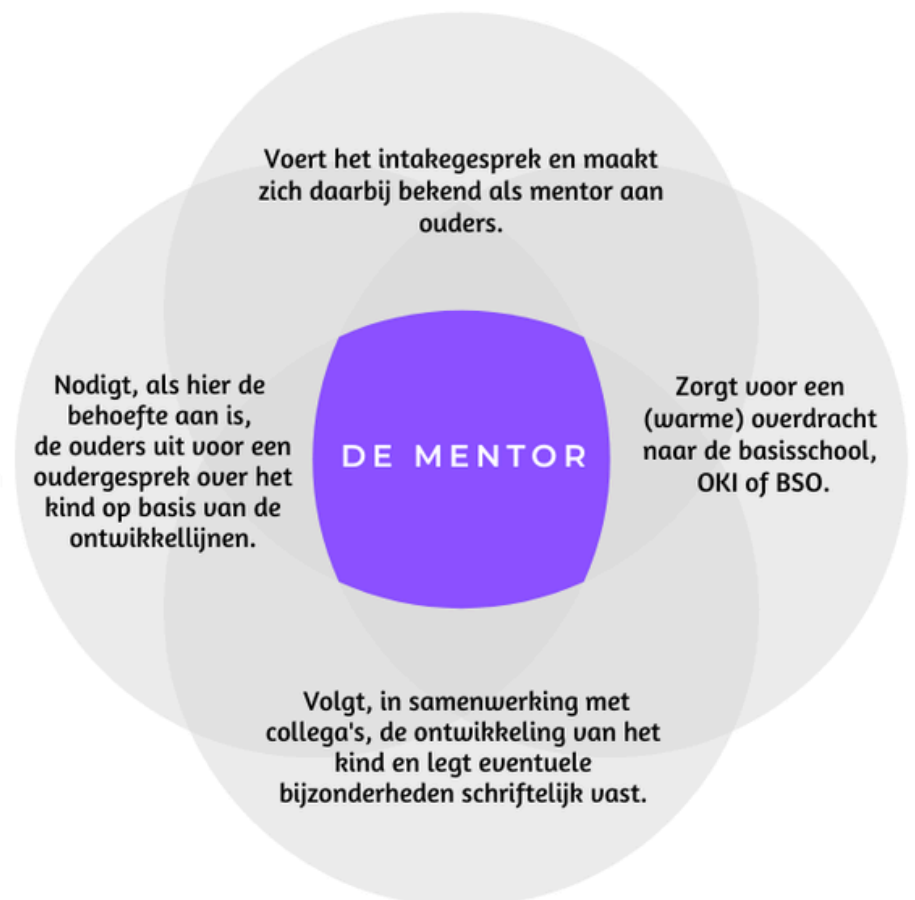 Voert het intakegesprek en maakt
zich daarbij bekend als mentor aan
ouders.
Nodigt, als hier de
behoefte aan is,
de ouders uit voor een
oudergesprek over het
kind op basis van de
ontwikkellijnen.
DE MENTOR
Zorgt voor een
(warme) overdracht
naar de basisschool,
OKI of BSO.
Volgt, in samenwerking met
collega's, de ontwikkeling van het
kind en legt eventuele
bijzonderheden schriftelijk vast.